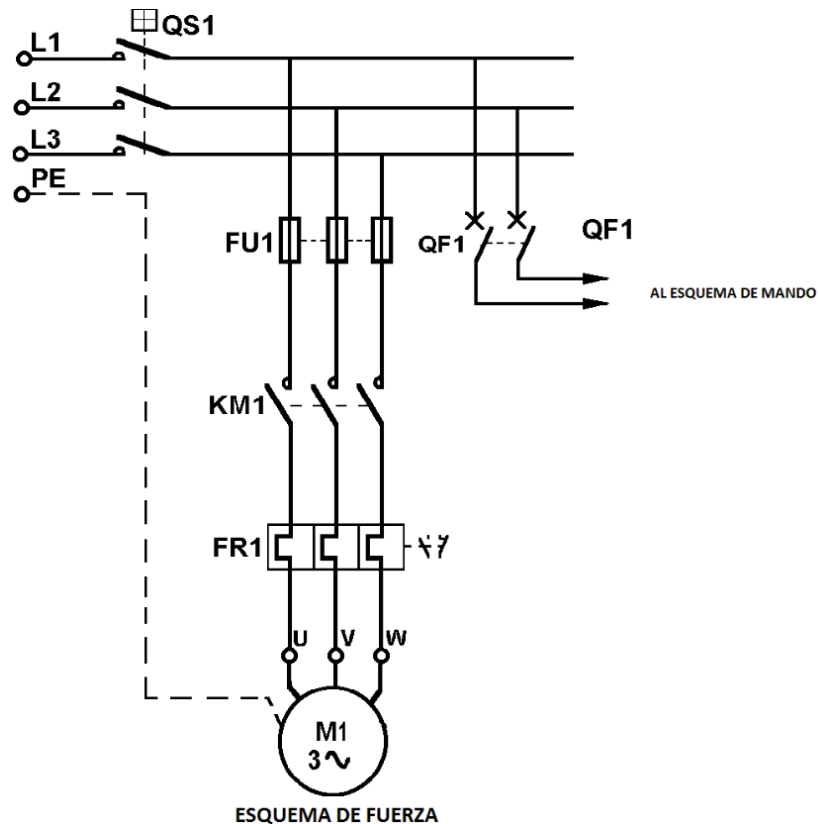 QS1
L1
L2
L3
PE
FU1
QF1
QF1
AL ESQUEMA DE MANDO
KM1
FR1
U V W
M1
3∿
ESQUEMA DE FUERZA